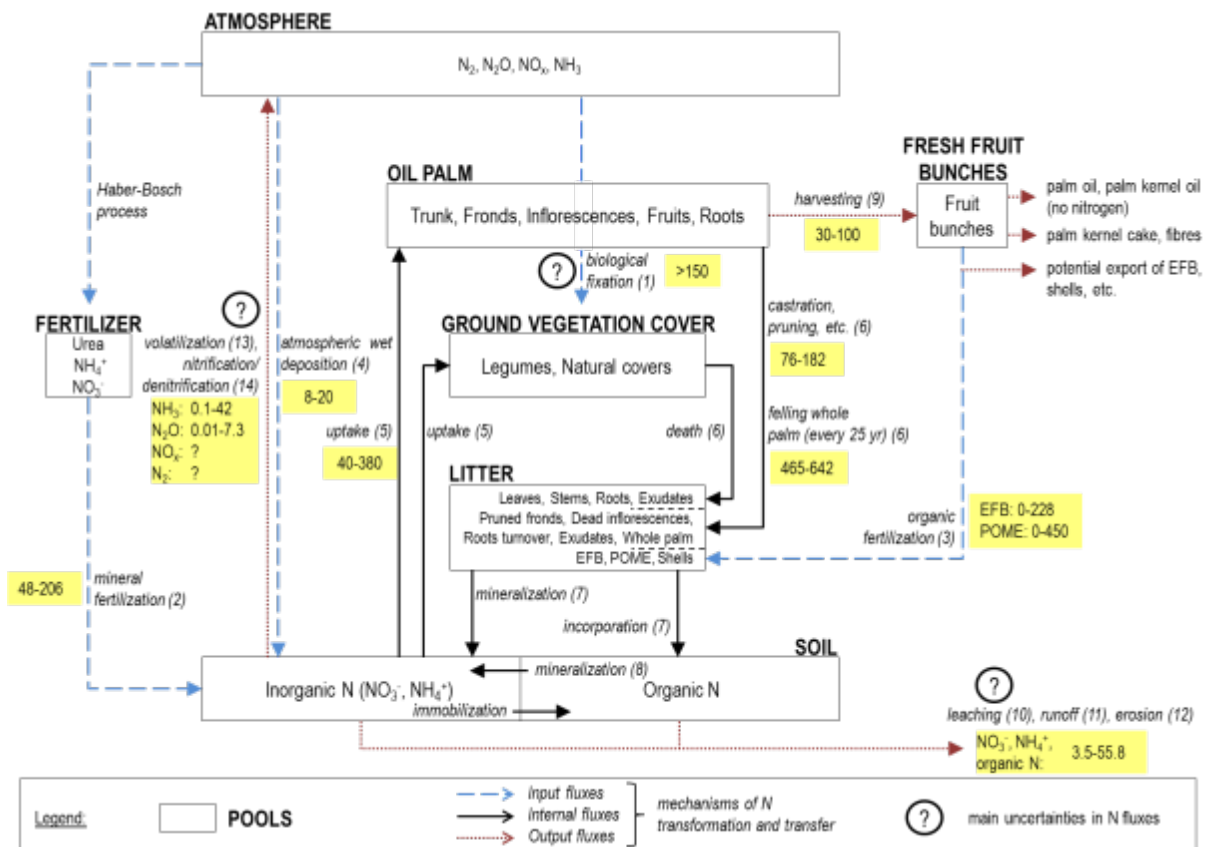 ATMOSPHERE
N₂, N₂O, NOₓ, NH₃
Haber-Bosch
process
OIL PALM
Trunk, Fronds, Inflorescences, Fruits, Roots
harvesting (9)
30-100
FRESH FRUIT
BUNCHES
Fruit
bunches
palm oil, palm kernel oil
(no nitrogen)
palm kernel cake, fibres
potential export of EFB,
shells, etc.
?
biological
fixation (1)
>150
castration,
pruning, etc. (6)
76-182
FERTILIZER
Urea
NH₄⁺
NO₃⁻
?
volatilization (13),
nitrification/
denitrification (14)
NH₃: 0.1-42
N₂O: 0.01-7.3
NOₓ: ?
N₂: ?
atmospheric wet
deposition (4)
8-20
GROUND VEGETATION COVER
Legumes, Natural covers
uptake (5)
40-380
uptake (5)
death (6)
felling whole
palm (every 25 yr) (6)
465-642
LITTER
Leaves, Stems, Roots, Exudates
Pruned fronds, Dead inflorescences,
Roots turnover, Exudates, Whole palm
EFB, POME, Shells
organic
fertilization (3)
EFB: 0-228
POME: 0-450
48-206
mineral
fertilization (2)
mineralization (7)
incorporation (7)
SOIL
Inorganic N (NO₃⁻, NH₄⁺)
mineralization (8)
immobilization
Organic N
?
leaching (10), runoff (11), erosion (12)
NO₃⁻, NH₄⁺,
organic N:
3.5-55.8
Legend:
POOLS
Input fluxes
Internal fluxes
Output fluxes
mechanisms of N
transformation and transfer
?
main uncertainties in N fluxes